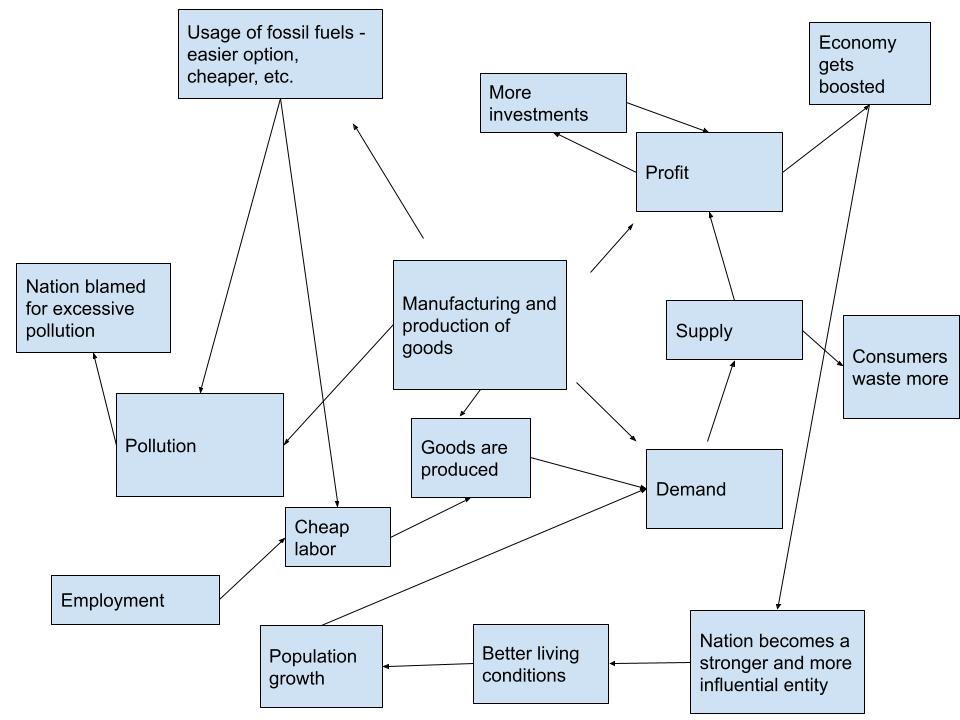 Usage of fossil fuels -
easier option,
cheaper, etc.
Economy
gets
boosted
More
investments
Profit
Nation blamed
for excessive
pollution
Manufacturing and
production of
goods
Supply
Consumers
waste more
Pollution
Goods are
produced
Demand
Cheap
labor
Employment
Population
growth
Better living
conditions
Nation becomes a
stronger and more
influential entity